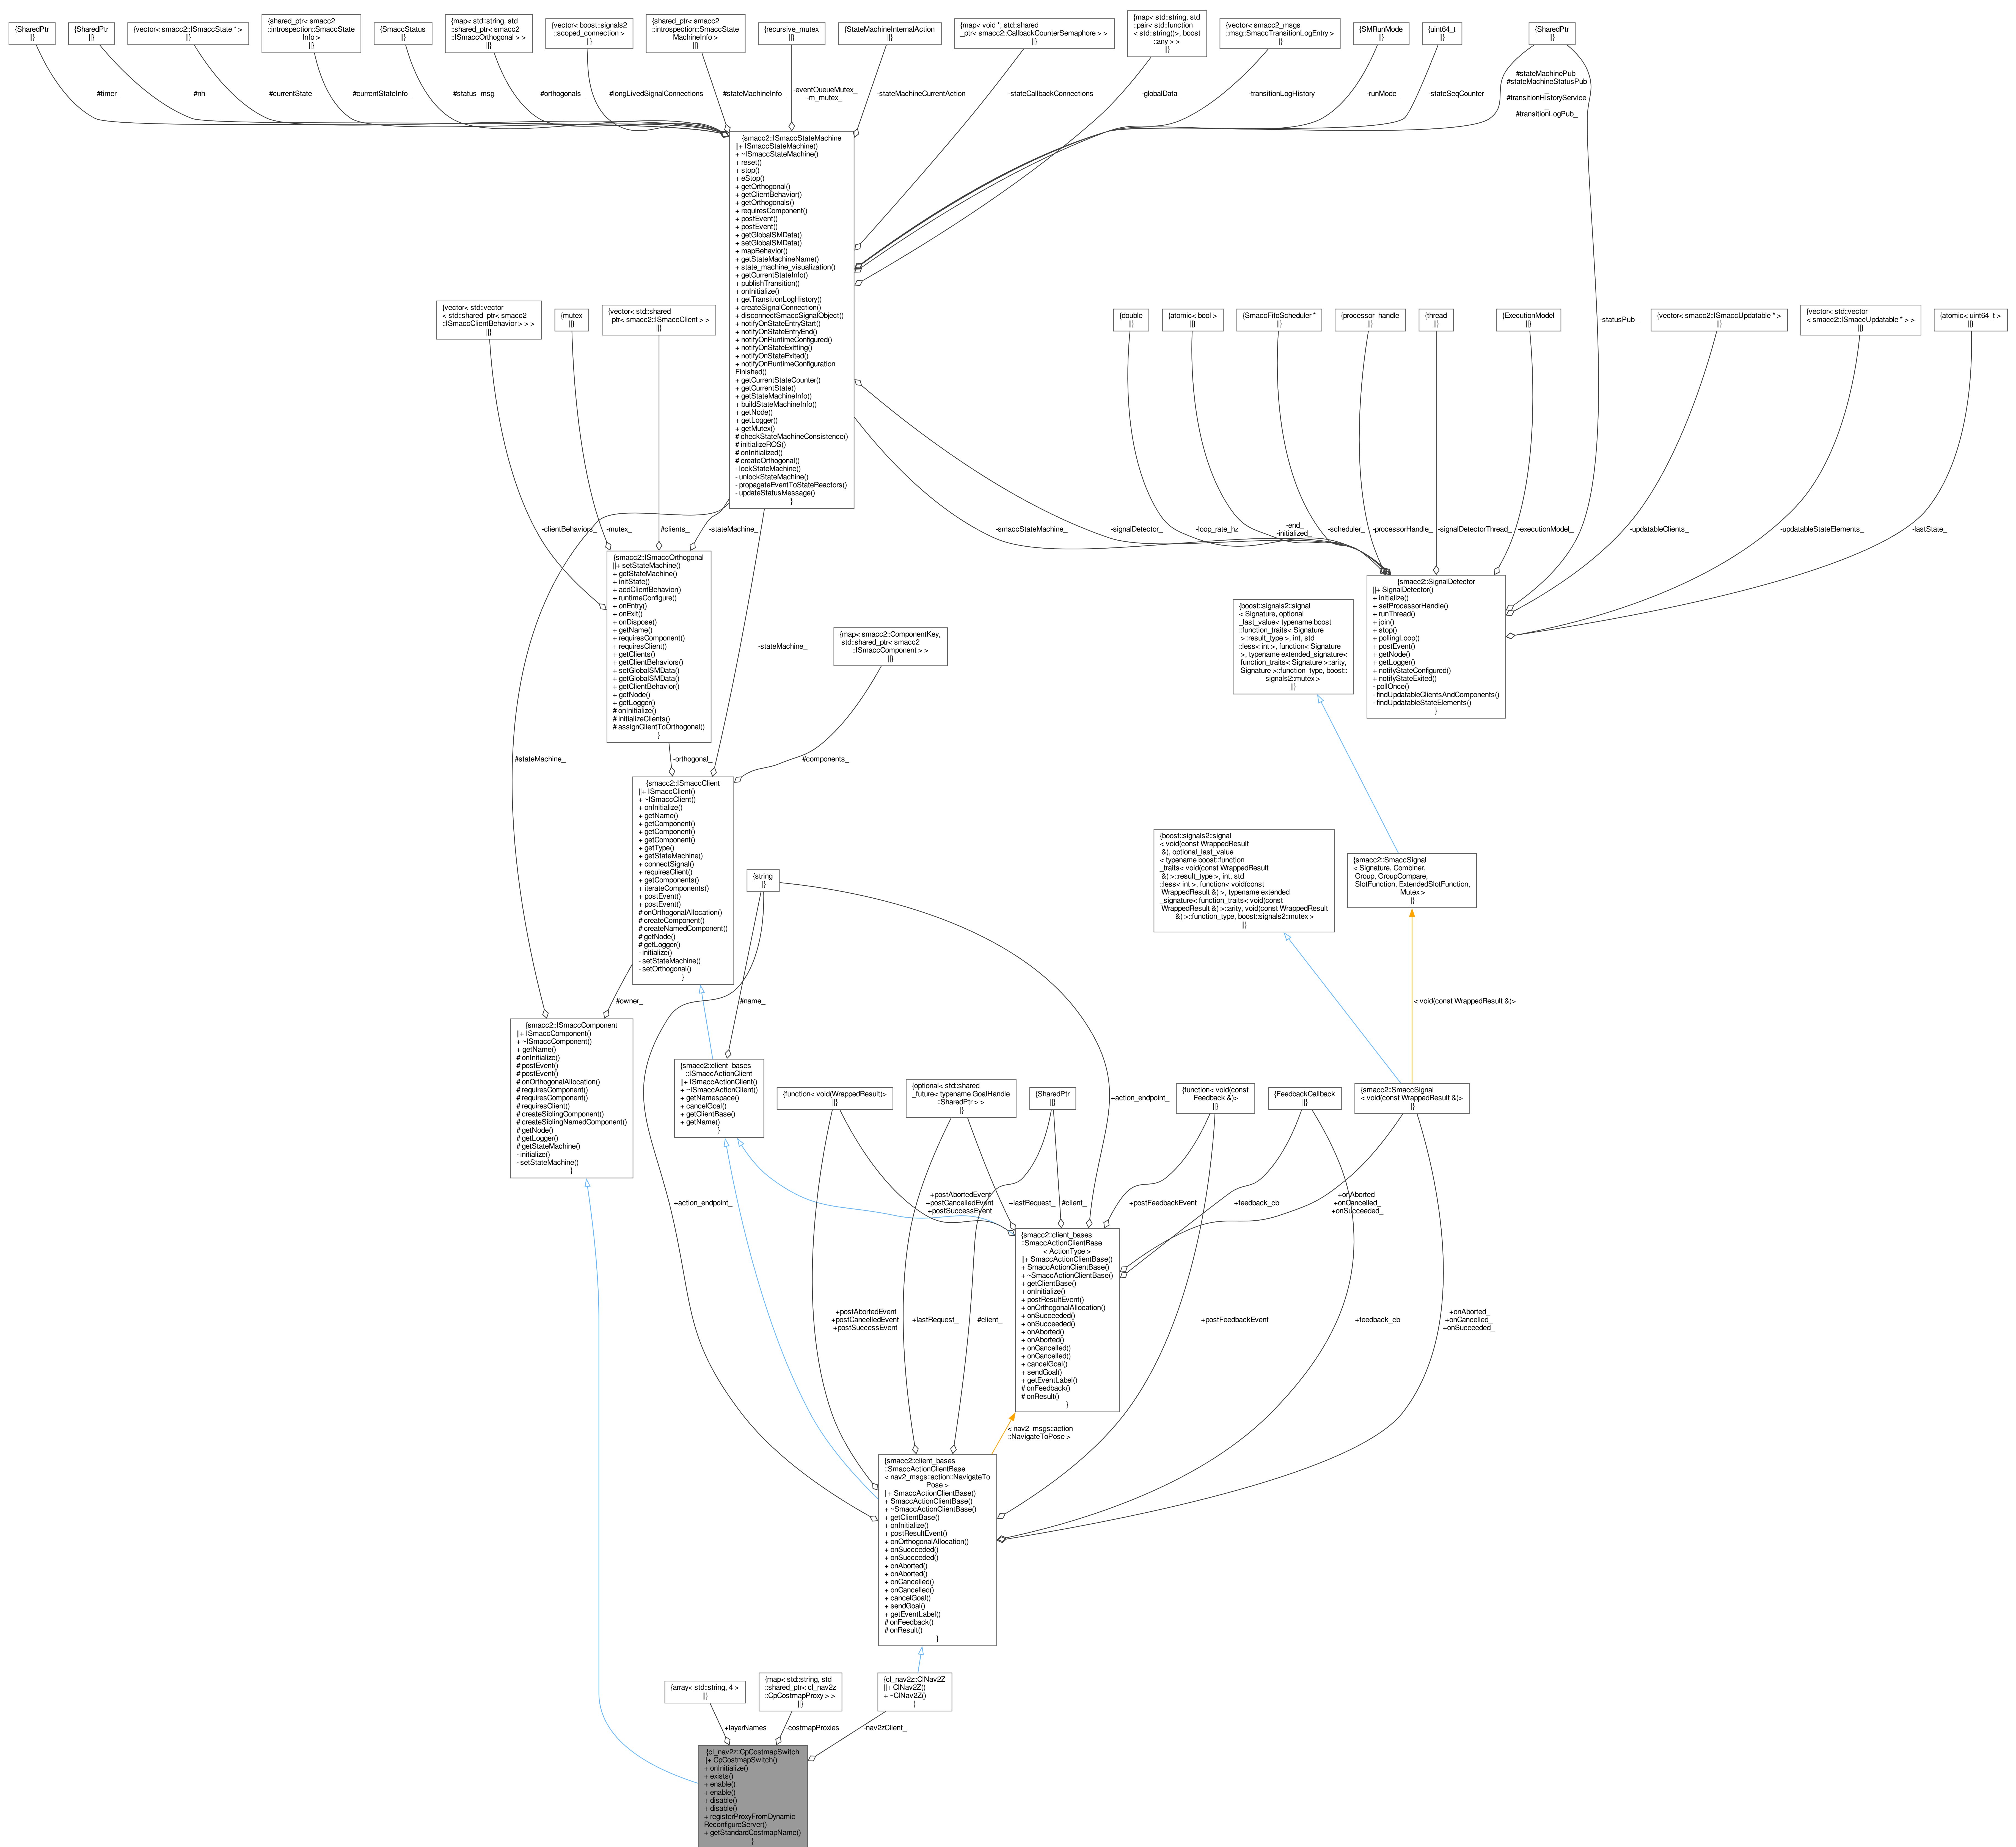 {SharedPtr
||}
{SharedPtr
||}
{vector< smacc2::ISmaccState * >
||}
{shared_ptr< smacc2
::introspection::SmaccState
Info >
||}
{SmaccStatus
||}
{map< std::string, std
::shared_ptr< smacc2
::ISmaccOrthogonal > >
||}
{vector< boost::signals2
::scoped_connection >
||}
{shared_ptr< smacc2
::introspection::SmaccState
MachineInfo >
||}
{recursive_mutex
||}
{StateMachineInternalAction
||}
{map< void *, std::shared
_ptr< smacc2::CallbackCounterSemaphore > >
||}
{map< std::string, std
::pair< std::function
< std::string()>, boost
::any > >
||}
{vector< smacc2_msgs
::msg::SmaccTransitionLogEntry >
||}
{SMRunMode
||}
{uint64_t
||}
{SharedPtr
||}
#timer_
#nh_
#currentState_
#currentStateInfo_
#status_msg_
#orthogonals_
#longLivedSignalConnections_
#stateMachineInfo_
-eventQueueMutex_
-m_mutex_
-stateMachineCurrentAction
-stateCallbackConnections
-globalData_
-transitionLogHistory_
-runMode_
-stateSeqCounter_
#stateMachinePub_
#stateMachineStatusPub
_
#transitionHistoryService
_
#transitionLogPub_
{smacc2::ISmaccStateMachine
||+ ISmaccStateMachine()
+ ~ISmaccStateMachine()
+ reset()
+ stop()
+ eStop()
+ getOrthogonal()
+ getClientBehavior()
+ getOrthogonals()
+ requiresComponent()
+ postEvent()
+ postEvent()
+ getGlobalSMData()
+ setGlobalSMData()
+ mapBehavior()
+ getStateMachineName()
+ state_machine_visualization()
+ getCurrentStateInfo()
+ publishTransition()
+ onInitialize()
+ getTransitionLogHistory()
+ createSignalConnection()
+ disconnectSmaccSignalObject()
+ notifyOnStateEntryStart()
+ notifyOnStateEntryEnd()
+ notifyOnRuntimeConfigured()
+ notifyOnStateExitting()
+ notifyOnStateExited()
+ notifyOnRuntimeConfiguration
Finished()
+ getCurrentStateCounter()
+ getCurrentState()
+ getStateMachineInfo()
+ buildStateMachineInfo()
+ getNode()
+ getLogger()
+ getMutex()
# checkStateMachineConsistence()
# initializeROS()
# onInitialized()
# createOrthogonal()
- lockStateMachine()
- unlockStateMachine()
- propagateEventToStateReactors()
- updateStatusMessage()
}
{vector< std::vector
< std::shared_ptr< smacc2
::ISmaccClientBehavior > > >
||}
{mutex
||}
{vector< std::shared
_ptr< smacc2::ISmaccClient > >
||}
{double
||}
{atomic< bool >
||}
{SmaccFifoScheduler *
||}
{processor_handle
||}
{thread
||}
{ExecutionModel
||}
-statusPub_
{vector< smacc2::ISmaccUpdatable * >
||}
{vector< std::vector
< smacc2::ISmaccUpdatable * > >
||}
{atomic< uint64_t >
||}
-clientBehaviors_
-mutex_
#clients_
-stateMachine_
-smaccStateMachine_
-signalDetector_
-loop_rate_hz
-end_
-initialized_
-scheduler_
-processorHandle_
-signalDetectorThread_
-executionModel_
-updatableClients_
-updatableStateElements_
-lastState_
{smacc2::ISmaccOrthogonal
||+ setStateMachine()
+ getStateMachine()
+ initState()
+ addClientBehavior()
+ runtimeConfigure()
+ onEntry()
+ onExit()
+ onDispose()
+ getName()
+ requiresComponent()
+ requiresClient()
+ getClients()
+ getClientBehaviors()
+ setGlobalSMData()
+ getGlobalSMData()
+ getClientBehavior()
+ getNode()
+ getLogger()
# onInitialize()
# initializeClients()
# assignClientToOrthogonal()
}
{smacc2::SignalDetector
||+ SignalDetector()
+ initialize()
+ setProcessorHandle()
+ runThread()
+ join()
+ stop()
+ pollingLoop()
+ postEvent()
+ getNode()
+ getLogger()
+ notifyStateConfigured()
+ notifyStateExited()
- pollOnce()
- findUpdatableClientsAndComponents()
- findUpdatableStateElements()
}
{boost::signals2::signal
< Signature, optional
_last_value< typename boost
::function_traits< Signature
>::result_type >, int, std
::less< int >, function< Signature
>, typename extended_signature<
function_traits< Signature >::arity,
Signature >::function_type, boost::
signals2::mutex >
||}
-stateMachine_
{map< smacc2::ComponentKey,
std::shared_ptr< smacc2
::ISmaccComponent > >
||}
#stateMachine_
-orthogonal_
#components_
{smacc2::ISmaccClient
||+ ISmaccClient()
+ ~ISmaccClient()
+ onInitialize()
+ getName()
+ getComponent()
+ getComponent()
+ getComponent()
+ getType()
+ getStateMachine()
+ connectSignal()
+ requiresClient()
+ getComponents()
+ iterateComponents()
+ postEvent()
+ postEvent()
# onOrthogonalAllocation()
# createComponent()
# createNamedComponent()
# getNode()
# getLogger()
- initialize()
- setStateMachine()
- setOrthogonal()
}
{string
||}
{boost::signals2::signal
< void(const WrappedResult
&), optional_last_value
< typename boost::function
_traits< void(const WrappedResult
&) >::result_type >, int, std
::less< int >, function< void(const
WrappedResult &) >, typename extended
_signature< function_traits< void(const
WrappedResult &) >::arity, void(const WrappedResult
&) >::function_type, boost::signals2::mutex >
||}
{smacc2::SmaccSignal
< Signature, Combiner,
Group, GroupCompare,
SlotFunction, ExtendedSlotFunction,
Mutex >
||}
#owner_
#name_
< void(const WrappedResult &)>
{smacc2::ISmaccComponent
||+ ISmaccComponent()
+ ~ISmaccComponent()
+ getName()
# onInitialize()
# postEvent()
# postEvent()
# onOrthogonalAllocation()
# requiresComponent()
# requiresComponent()
# requiresClient()
# createSiblingComponent()
# createSiblingNamedComponent()
# getNode()
# getLogger()
# getStateMachine()
- initialize()
- setStateMachine()
}
{smacc2::client_bases
::ISmaccActionClient
||+ ISmaccActionClient()
+ ~ISmaccActionClient()
+ getNamespace()
+ cancelGoal()
+ getClientBase()
+ getName()
}
{function< void(WrappedResult)>
||}
{optional< std::shared
_future< typename GoalHandle
::SharedPtr > >
||}
{SharedPtr
||}
+action_endpoint_
{function< void(const
Feedback &)>
||}
{FeedbackCallback
||}
{smacc2::SmaccSignal
< void(const WrappedResult &)>
||}
+action_endpoint_
+postAbortedEvent
+postCancelledEvent
+postSuccessEvent
+lastRequest_
#client_
+postFeedbackEvent
+feedback_cb
+onAborted_
+onCancelled_
+onSucceeded_
{smacc2::client_bases
::SmaccActionClientBase
< ActionType >
||+ SmaccActionClientBase()
+ SmaccActionClientBase()
+ ~SmaccActionClientBase()
+ getClientBase()
+ onInitialize()
+ postResultEvent()
+ onOrthogonalAllocation()
+ onSucceeded()
+ onSucceeded()
+ onAborted()
+ onAborted()
+ onCancelled()
+ onCancelled()
+ cancelGoal()
+ sendGoal()
+ getEventLabel()
# onFeedback()
# onResult()
}
+postAbortedEvent
+postCancelledEvent
+postSuccessEvent
+lastRequest_
#client_
+postFeedbackEvent
+feedback_cb
+onAborted_
+onCancelled_
+onSucceeded_
< nav2_msgs::action
::NavigateToPose >
{smacc2::client_bases
::SmaccActionClientBase
< nav2_msgs::action::NavigateTo
Pose >
||+ SmaccActionClientBase()
+ SmaccActionClientBase()
+ ~SmaccActionClientBase()
+ getClientBase()
+ onInitialize()
+ postResultEvent()
+ onOrthogonalAllocation()
+ onSucceeded()
+ onSucceeded()
+ onAborted()
+ onAborted()
+ onCancelled()
+ onCancelled()
+ cancelGoal()
+ sendGoal()
+ getEventLabel()
# onFeedback()
# onResult()
}
{array< std::string, 4 >
||}
{map< std::string, std
::shared_ptr< cl_nav2z
::CpCostmapProxy > >
||}
{cl_nav2z::ClNav2Z
||+ ClNav2Z()
+ ~ClNav2Z()
}
+layerNames
-costmapProxies
-nav2zClient_
{cl_nav2z::CpCostmapSwitch
||+ CpCostmapSwitch()
+ onInitialize()
+ exists()
+ enable()
+ enable()
+ disable()
+ disable()
+ registerProxyFromDynamic
ReconfigureServer()
+ getStandardCostmapName()
}